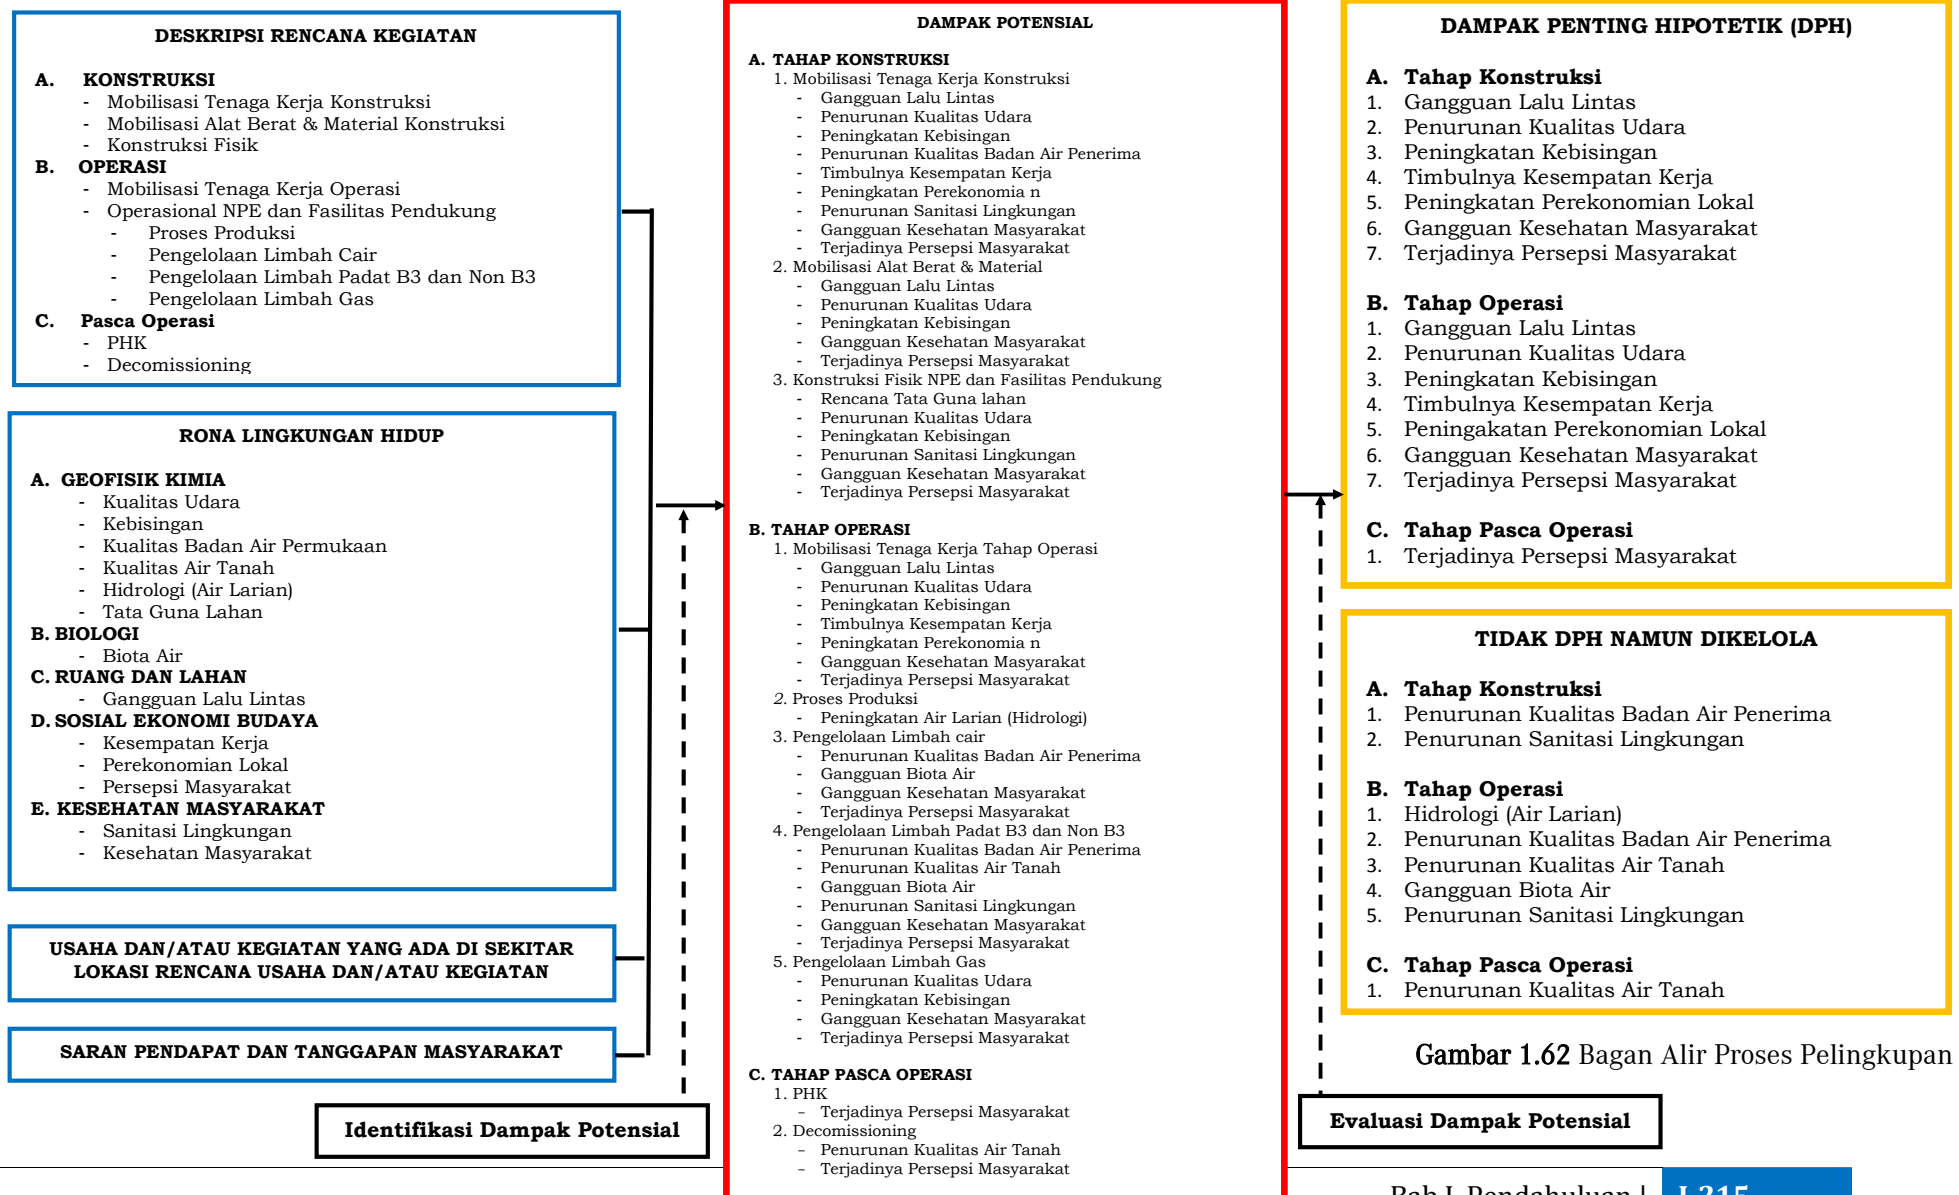 DESKRIPSI RENCANA KEGIATAN
A. KONSTRUKSI
- Mobilisasi Tenaga Kerja Konstruksi
- Mobilisasi Alat Berat & Material Konstruksi
- Konstruksi Fisik
B. OPERASI
- Mobilisasi Tenaga Kerja Operasi
- Operasional NPE dan Fasilitas Pendukung
- Proses Produksi
- Pengelolaan Limbah Cair
- Pengelolaan Limbah Padat B3 dan Non B3
- Pengelolaan Limbah Gas
C. Pasca Operasi
- PHK
- Decomissioning
RONA LINGKUNGAN HIDUP
A. GEOFISIK KIMIA
- Kualitas Udara
- Kebisingan
- Kualitas Badan Air Permukaan
- Kualitas Air Tanah
- Hidrologi (Air Larian)
- Tata Guna Lahan
B. BIOLOGI
- Biota Air
C. RUANG DAN LAHAN
- Gangguan Lalu Lintas
D. SOSIAL EKONOMI BUDAYA
- Kesempatan Kerja
- Perekonomian Lokal
- Persepsi Masyarakat
E. KESEHATAN MASYARAKAT
- Sanitasi Lingkungan
- Kesehatan Masyarakat
USAHA DAN/ATAU KEGIATAN YANG ADA DI SEKITAR
LOKASI RENCANA USAHA DAN/ATAU KEGIATAN
SARAN PENDAPAT DAN TANGGAPAN MASYARAKAT
Identifikasi Dampak Potensial
DAMPAK POTENSIAL
A. TAHAP KONSTRUKSI
1. Mobilisasi Tenaga Kerja Konstruksi
- Gangguan Lalu Lintas
- Penurunan Kualitas Udara
- Peningkatan Kebisingan
- Penurunan Kualitas Badan Air Penerima
- Timbulnya Kesempatan Kerja
- Peningkatan Perekonomia n
- Penurunan Sanitasi Lingkungan
- Gangguan Kesehatan Masyarakat
- Terjadinya Persepsi Masyarakat
2. Mobilisasi Alat Berat & Material
- Gangguan Lalu Lintas
- Penurunan Kualitas Udara
- Peningkatan Kebisingan
- Gangguan Kesehatan Masyarakat
- Terjadinya Persepsi Masyarakat
3. Konstruksi Fisik NPE dan Fasilitas Pendukung
- Rencana Tata Guna lahan
- Penurunan Kualitas Udara
- Peningkatan Kebisingan
- Penurunan Sanitasi Lingkungan
- Gangguan Kesehatan Masyarakat
- Terjadinya Persepsi Masyarakat
B. TAHAP OPERASI
1. Mobilisasi Tenaga Kerja Tahap Operasi
- Gangguan Lalu Lintas
- Penurunan Kualitas Udara
- Peningkatan Kebisingan
- Timbulnya Kesempatan Kerja
- Peningkatan Perekonomia n
- Gangguan Kesehatan Masyarakat
- Terjadinya Persepsi Masyarakat
2. Proses Produksi
- Peningkatan Air Larian (Hidrologi)
3. Pengelolaan Limbah cair
- Penurunan Kualitas Badan Air Penerima
- Gangguan Biota Air
- Gangguan Kesehatan Masyarakat
- Terjadinya Persepsi Masyarakat
4. Pengelolaan Limbah Padat B3 dan Non B3
- Penurunan Kualitas Badan Air Penerima
- Penurunan Kualitas Air Tanah
- Gangguan Biota Air
- Penurunan Sanitasi Lingkungan
- Gangguan Kesehatan Masyarakat
- Terjadinya Persepsi Masyarakat
5. Pengelolaan Limbah Gas
- Penurunan Kualitas Udara
- Peningkatan Kebisingan
- Gangguan Kesehatan Masyarakat
- Terjadinya Persepsi Masyarakat
C. TAHAP PASCA OPERASI
1. PHK
- Terjadinya Persepsi Masyarakat
2. Decomissioning
- Penurunan Kualitas Air Tanah
- Terjadinya Persepsi Masyarakat
DAMPAK PENTING HIPOTETIK (DPH)
A. Tahap Konstruksi
1. Gangguan Lalu Lintas
2. Penurunan Kualitas Udara
3. Peningkatan Kebisingan
4. Timbulnya Kesempatan Kerja
5. Peningkatan Perekonomian Lokal
6. Gangguan Kesehatan Masyarakat
7. Terjadinya Persepsi Masyarakat
B. Tahap Operasi
1. Gangguan Lalu Lintas
2. Penurunan Kualitas Udara
3. Peningkatan Kebisingan
4. Timbulnya Kesempatan Kerja
5. Peningakatan Perekonomian Lokal
6. Gangguan Kesehatan Masyarakat
7. Terjadinya Persepsi Masyarakat
C. Tahap Pasca Operasi
1. Terjadinya Persepsi Masyarakat
TIDAK DPH NAMUN DIKELOLA
A. Tahap Konstruksi
1. Penurunan Kualitas Badan Air Penerima
2. Penurunan Sanitasi Lingkungan
B. Tahap Operasi
1. Hidrologi (Air Larian)
2. Penurunan Kualitas Badan Air Penerima
3. Penurunan Kualitas Air Tanah
4. Gangguan Biota Air
5. Penurunan Sanitasi Lingkungan
C. Tahap Pasca Operasi
1. Penurunan Kualitas Air Tanah
Gambar 1.62 Bagan Alir Proses Pelingkupan
Evaluasi Dampak Potensial
Bab I. Pendahuluan | I-215